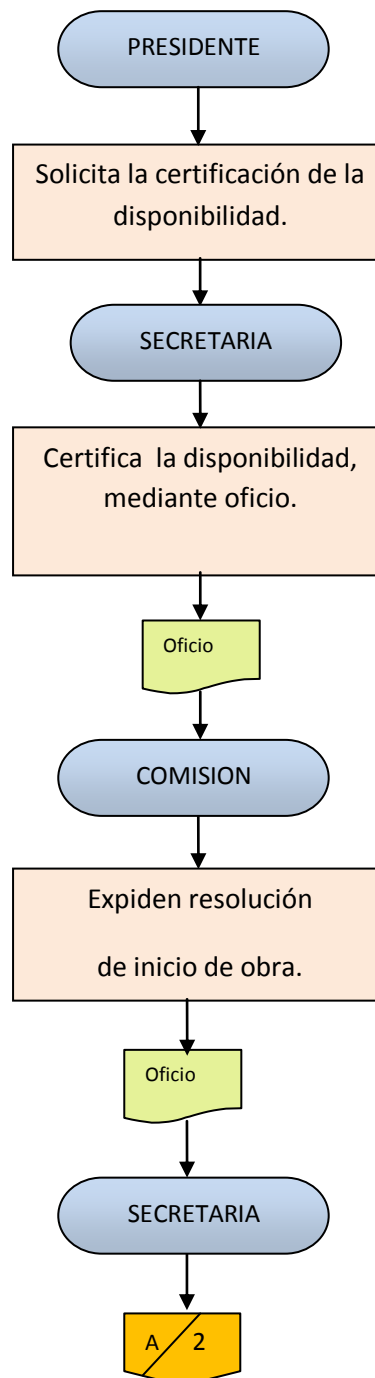 PRESIDENTE
Solicita la certificación de la
disponibilidad.
SECRETARIA
Certifica la disponibilidad,
mediante oficio.
Oficio
COMISION
Expiden resolución
de inicio de obra.
Oficio
SECRETARIA
A 2